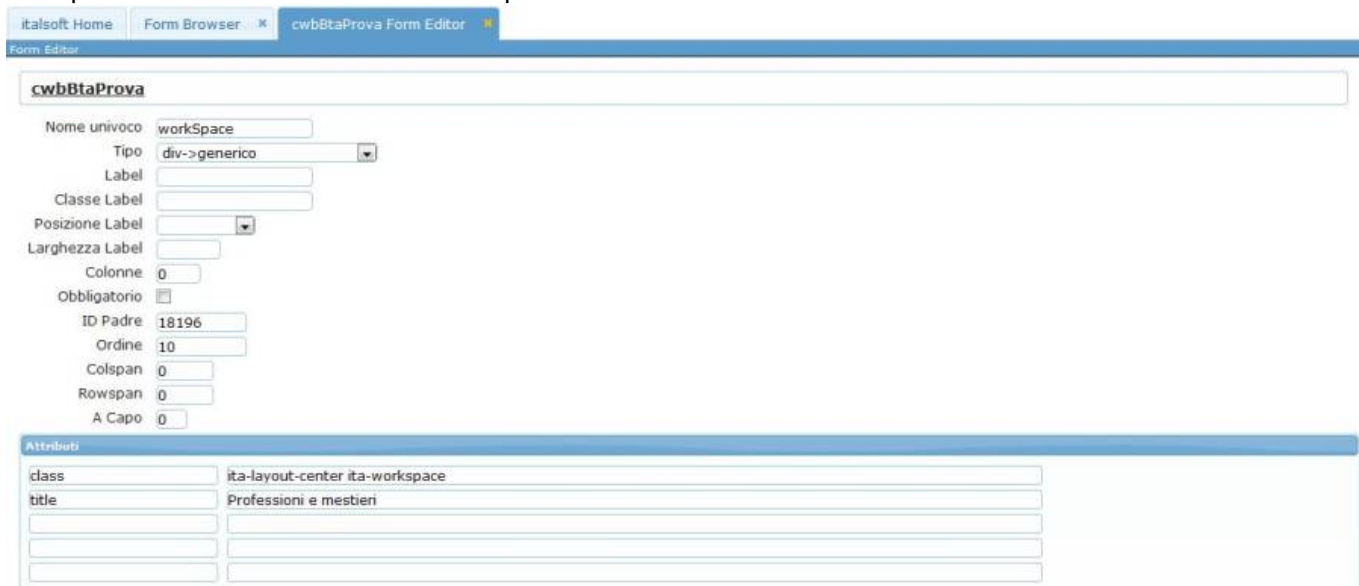 italsoft Home Form Browser × cwbBtaProva Form Editor ×
Form Editor
cwbBtaProva
Nome univoco workSpace
Tipo div->generico
Label
Classe Label
Posizione Label
Larghezza Label
Colonne 0
Obbligatorio
ID Padre 18196
Ordine 10
Colspan 0
Rowspan 0
A Capo 0
Attributi
class ita-layout-center ita-workspace
title Professioni e mestieri